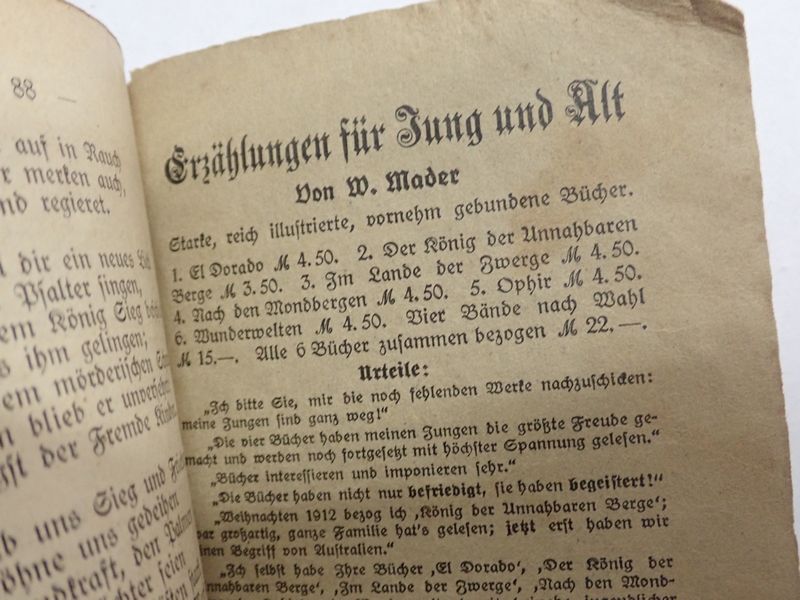 88 —
auf in Rauch
merken auch,
nd regieret.
dir ein neues
Psalter singen,
em König Sieg
s ihm gelingen;
em mörderischen
n blieb er
st der Fremde
b uns Sieg und
öhne uns gedeihen
dkraft, den
chter seien
Erzählungen für Jung und Alt
Von W. Mader
Starke, reich illustrierte, vornehm gebundene Bücher.
1. El Dorado M 4.50. 2. Der König der Unnahbaren
Berge M 3.50. 3. Im Lande der Zwerge M 4.50.
4. Nach den Mondbergen M 4.50. 5. Ophir M 4.50.
6. Wunderwelten M 4.50. Vier Bände nach Wahl
M 15.—. Alle 6 Bücher zusammen bezogen M 22.—.
Urteile:
„Ich bitte Sie, mir die noch fehlenden Werke nachzuschicken:
meine Jungen sind ganz weg!“
„Die vier Bücher haben meinen Jungen die größte Freude ge-
macht und werden noch fortgesetzt mit höchster Spannung gelesen.“
„Bücher interessieren und imponieren sehr.“
„Die Bücher haben nicht nur befriedigt, sie haben begeistert!“
„Weihnachten 1912 bezog ich ‚König der Unnahbaren Berge‘;
war großartig, ganze Familie hat's gelesen; jetzt erst haben wir
einen Begriff von Australien.“
„Ich selbst habe Ihre Bücher ‚El Dorado‘, ‚Der König der
Unnahbaren Berge‘, ‚Im Lande der Zwerge‘, ‚Nach den Mond-